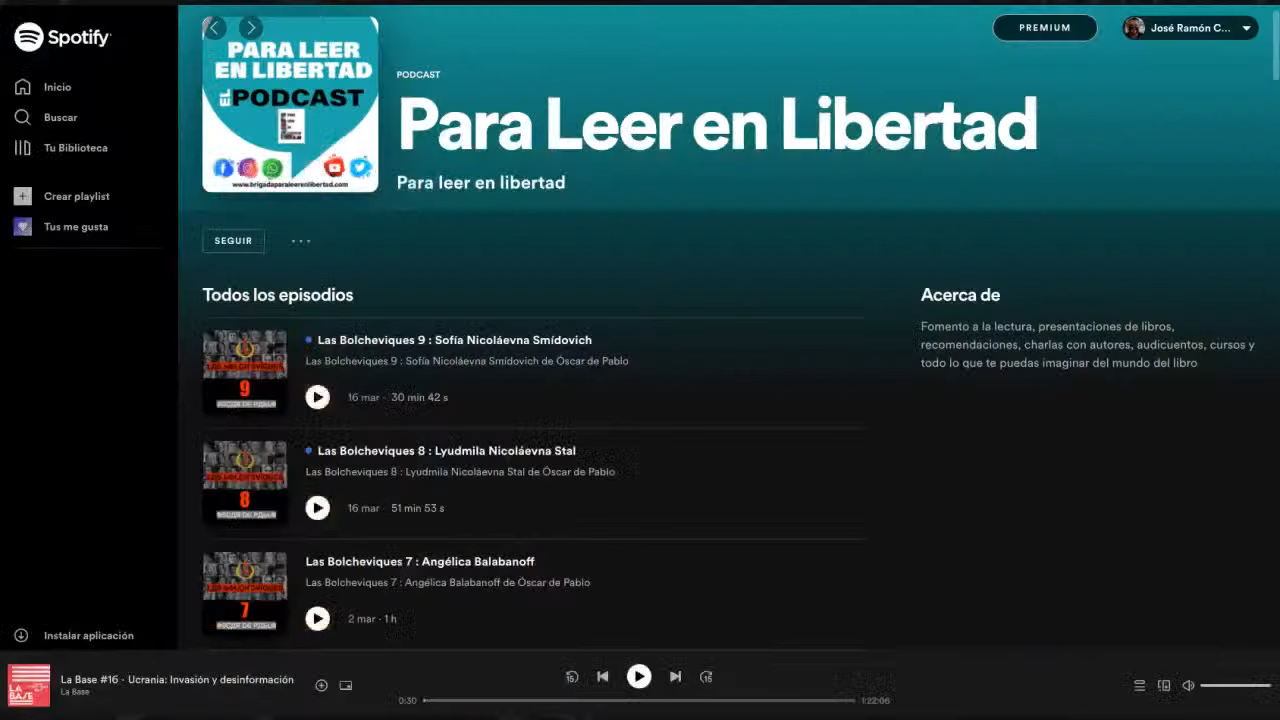 Spotify
Inicio
Buscar
Tu Biblioteca
Crear playlist
Tus me gusta
Instalar aplicación
PARA LEER
EN LIBERTAD
EL PODCAST
www.brigadaparaleerenlibertad.com
PREMIUM
José Ramón C...
PODCAST
Para Leer en Libertad
Para leer en libertad
SEGUIR
Todos los episodios
9
Las Bolcheviques 9 : Sofía Nicoláevna Smídovich
Las Bolcheviques 9 : Sofía Nicoláevna Smídovich de Óscar de Pablo
16 mar · 30 min 42 s
8
Las Bolcheviques 8 : Lyudmila Nicoláevna Stal
Las Bolcheviques 8 : Lyudmila Nicoláevna Stal de Óscar de Pablo
16 mar · 51 min 53 s
7
Las Bolcheviques 7 : Angélica Balabanoff
Las Bolcheviques 7 : Angélica Balabanoff de Óscar de Pablo
2 mar · 1 h
Acerca de
Fomento a la lectura, presentaciones de libros,
recomendaciones, charlas con autores, audicuentos, cursos y
todo lo que te puedas imaginar del mundo del libro
LA BASE
La Base #16 - Ucrania: Invasión y desinformación
La Base
15
15
0:30
1:22:06